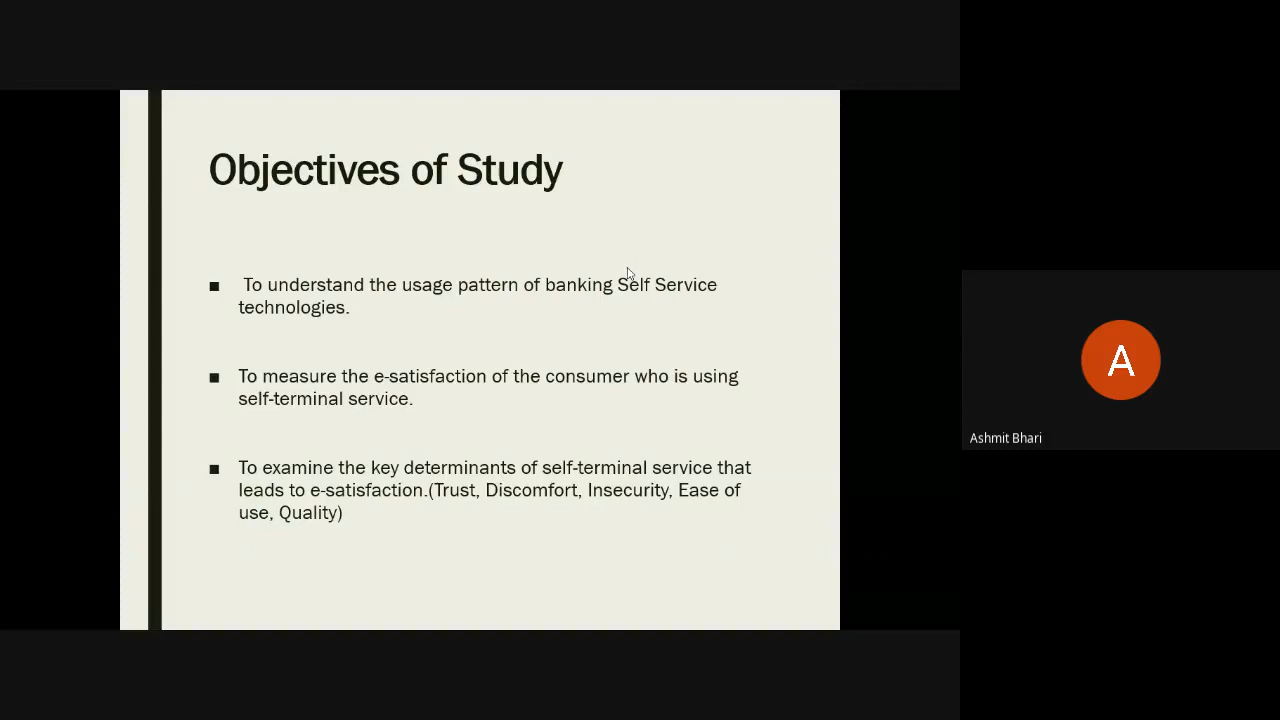 Objectives of Study
■ To understand the usage pattern of banking Self Service
technologies.
■ To measure the e-satisfaction of the consumer who is using
self-terminal service.
■ To examine the key determinants of self-terminal service that
leads to e-satisfaction.(Trust, Discomfort, Insecurity, Ease of
use, Quality)
A
Ashmit Bhari